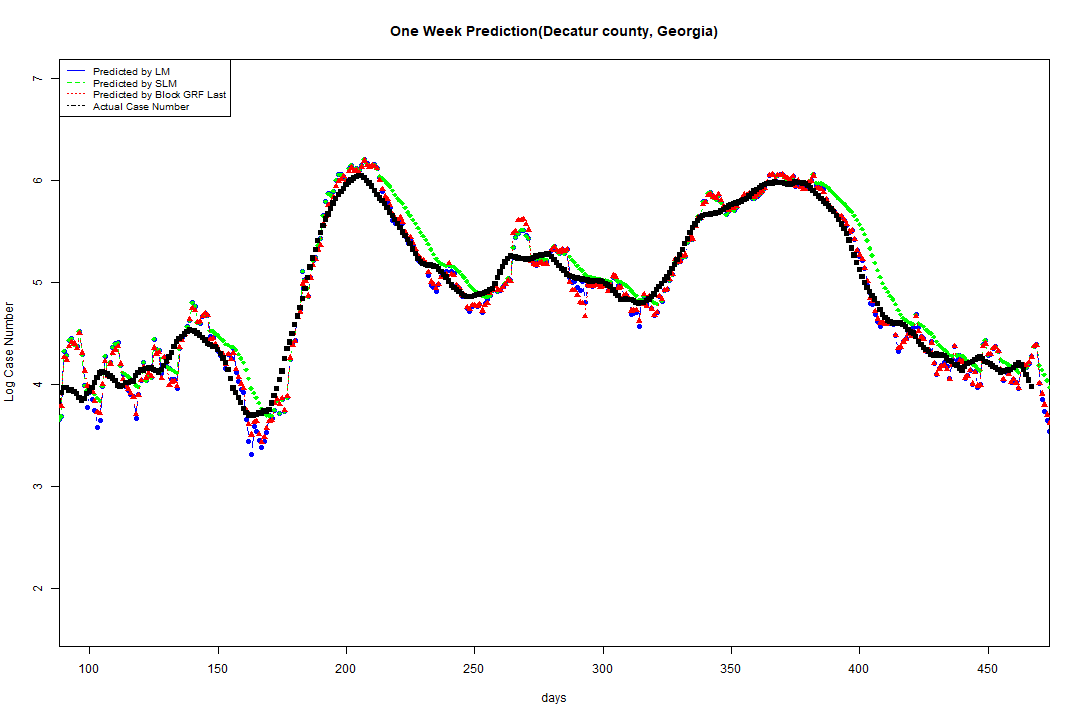 One Week Prediction(Decatur county, Georgia)
Predicted by LM
Predicted by SLM
Predicted by Block GRF Last
Actual Case Number
Log Case Number
7
6
5
4
3
2
100 150 200 250 300 350 400 450
days